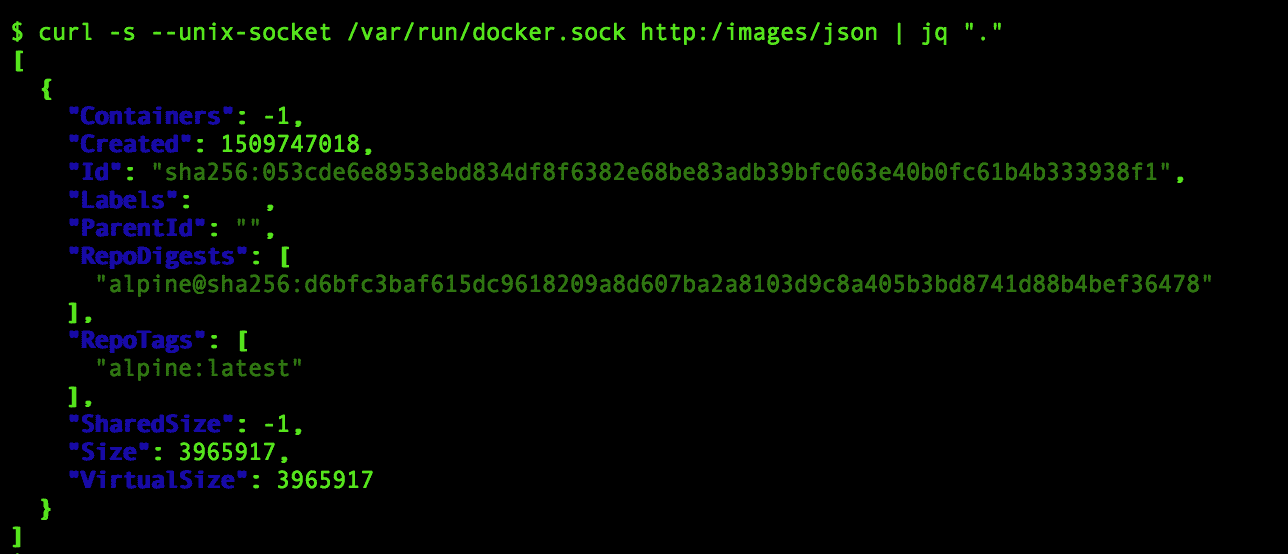 $ curl -s --unix-socket /var/run/docker.sock http:/images/json | jq "."
[
  {
    "Containers": -1,
    "Created": 1509747018,
    "Id": "sha256:053cde6e8953ebd834df8f6382e68be83adb39bfc063e40b0fc61b4b333938f1",
    "Labels":     ,
    "ParentId": "",
    "RepoDigests": [
      "alpine@sha256:d6bfc3baf615dc9618209a8d607ba2a8103d9c8a405b3bd8741d88b4bef36478"
    ],
    "RepoTags": [
      "alpine:latest"
    ],
    "SharedSize": -1,
    "Size": 3965917,
    "VirtualSize": 3965917
  }
]